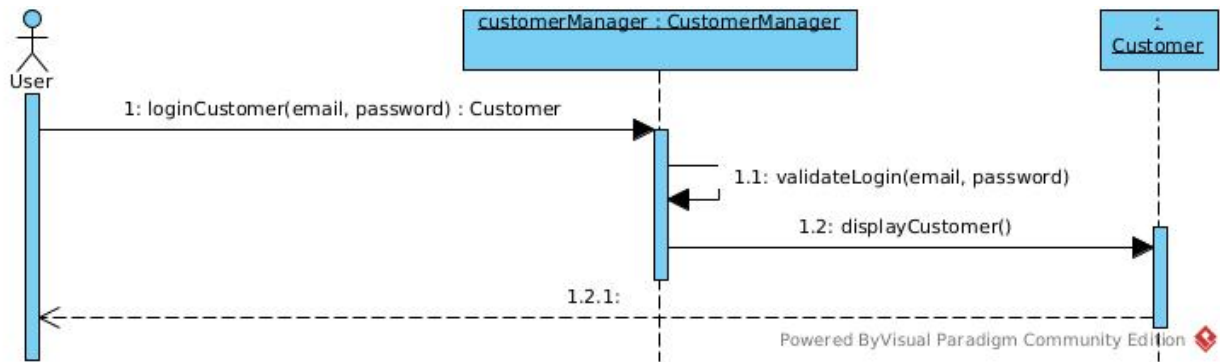 customerManager : CustomerManager
:
Customer
User
1: loginCustomer(email, password) : Customer
1.1: validateLogin(email, password)
1.2: displayCustomer()
1.2.1:
Powered ByVisual Paradigm Community Edition